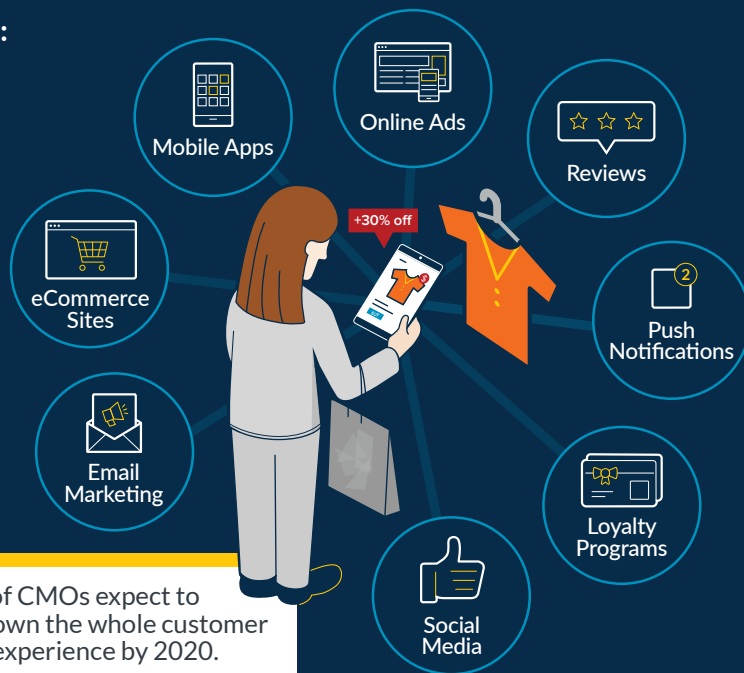 :
Online Ads
Mobile Apps
Reviews
+30% off
$
eCommerce
Sites
2
Push
Notifications
Email
Marketing
Loyalty
Programs
Social
Media
of CMOs expect to
own the whole customer
experience by 2020.